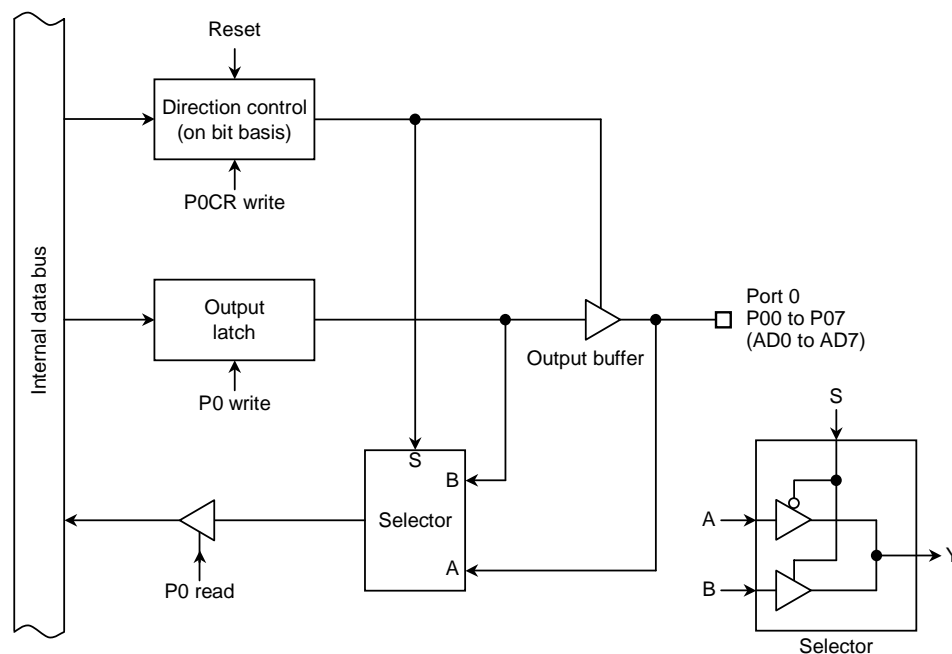 Reset
Direction control
(on bit basis)
P0CR write
Internal data bus
Output
latch
P0 write
Output buffer
Port 0
P00 to P07
(AD0 to AD7)
S
B
Selector
A
P0 read
S
A
B
Y
Selector